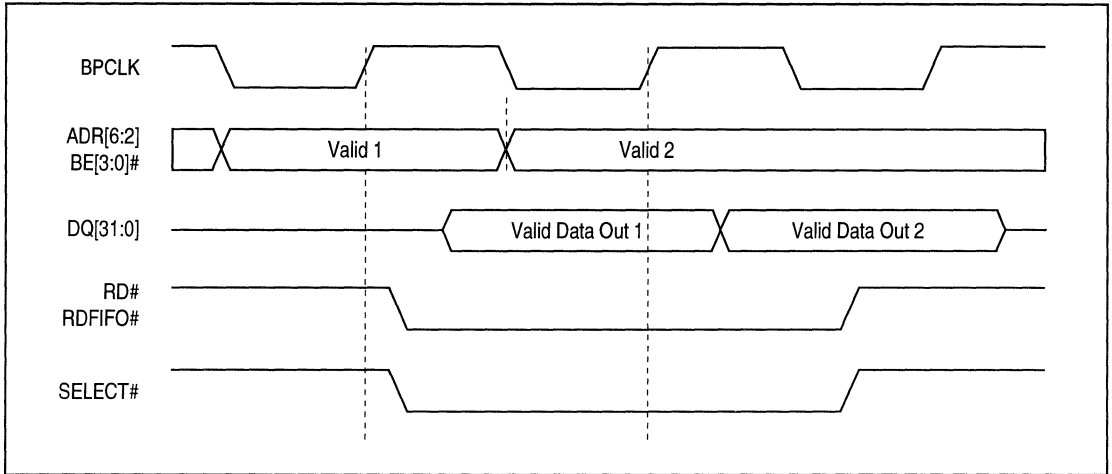 BPCLK
ADR[6:2]
BE[3:0]#
Valid 1
Valid 2
DQ[31:0]
Valid Data Out 1
Valid Data Out 2
RD#
RDFIFO#
SELECT#